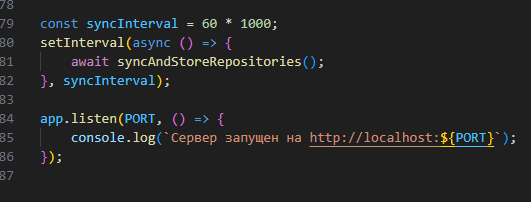 78
79 const syncInterval = 60 * 1000;
80 setInterval(async () => {
81     await syncAndStoreRepositories();
82 }, syncInterval);
83
84 app.listen(PORT, () => {
85     console.log(`Сервер запущен на http://localhost:${PORT}`);
86 });
87